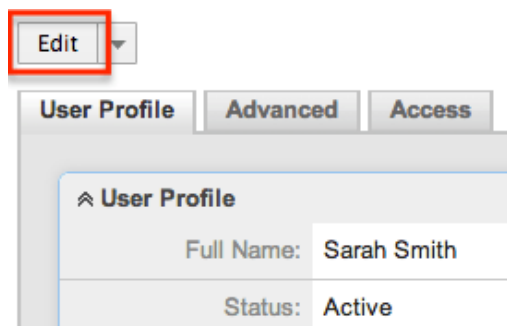 Edit
User Profile Advanced Access
User Profile
Full Name: Sarah Smith
Status: Active